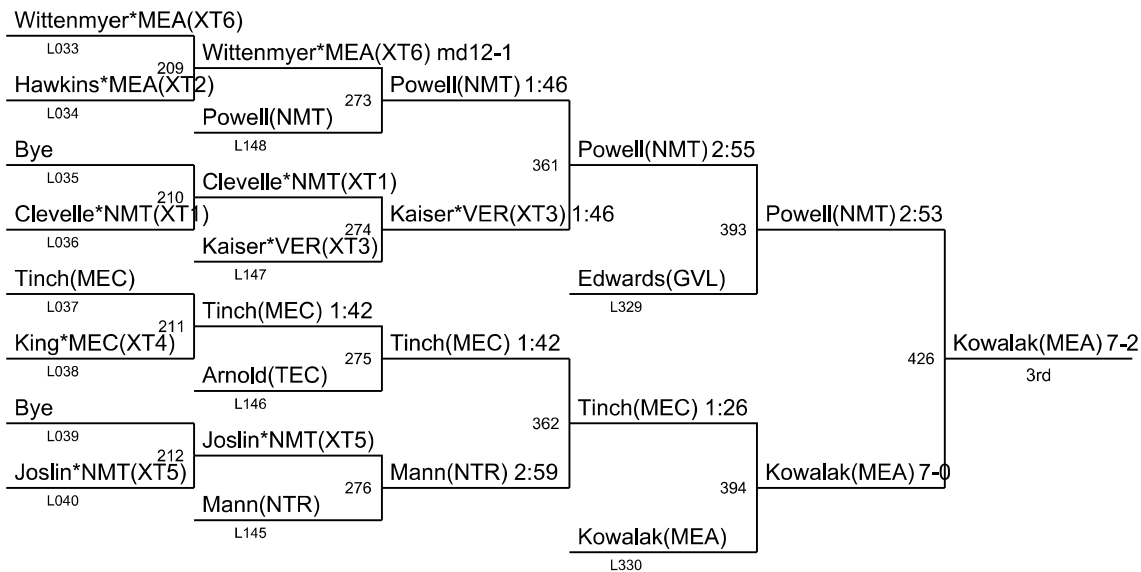 Wittenmyer*MEA(XT6)
L033
209
Wittenmyer*MEA(XT6) md12-1
Hawkins*MEA(XT2)
L034
273
Powell(NMT) 1:46
Powell(NMT)
L148
Bye
L035
361
Powell(NMT) 2:55
210
Clevelle*NMT(XT1)
Clevelle*NMT(XT1)
L036
274
Kaiser*VER(XT3) 1:46
393
Powell(NMT) 2:53
Kaiser*VER(XT3)
L147
Tinch(MEC)
L037
Edwards(GVL)
L329
211
Tinch(MEC) 1:42
King*MEC(XT4)
L038
275
Tinch(MEC) 1:42
426
Kowalak(MEA) 7-2
3rd
Arnold(TEC)
L146
Bye
L039
362
Tinch(MEC) 1:26
212
Joslin*NMT(XT5)
Joslin*NMT(XT5)
L040
276
Mann(NTR) 2:59
394
Kowalak(MEA) 7-0
Mann(NTR)
L145
Kowalak(MEA)
L330